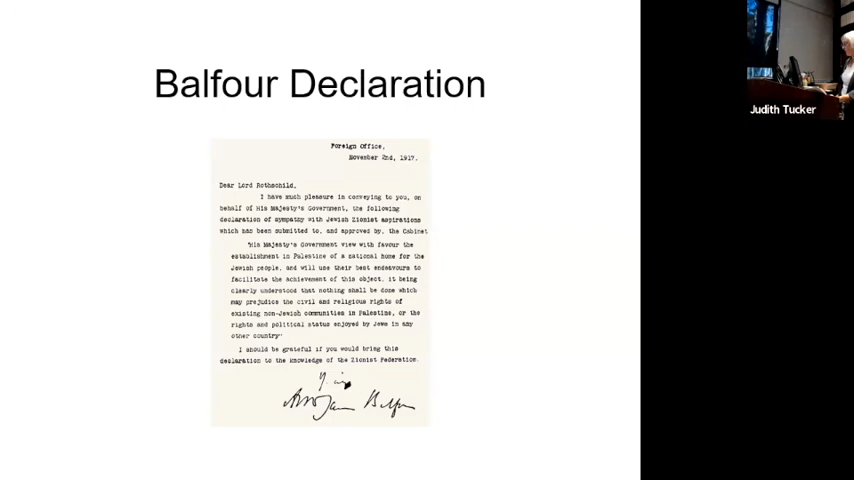 Balfour Declaration
Foreign Office,
November 2nd, 1917.
Dear Lord Rothschild,
I have much pleasure in conveying to you, on
behalf of His Majesty's Government, the following
declaration of sympathy with Jewish Zionist aspirations
which has been submitted to, and approved by, the Cabinet
"His Majesty's Government view with favour the
establishment in Palestine of a national home for the
Jewish people, and will use their best endeavours to
facilitate the achievement of this object, it being
clearly understood that nothing shall be done which
may prejudice the civil and religious rights of
existing non-Jewish communities in Palestine, or the
rights and political status enjoyed by Jews in any
other country"
I should be grateful if you would bring this
declaration to the knowledge of the Zionist Federation.
Balfour
Judith Tucker